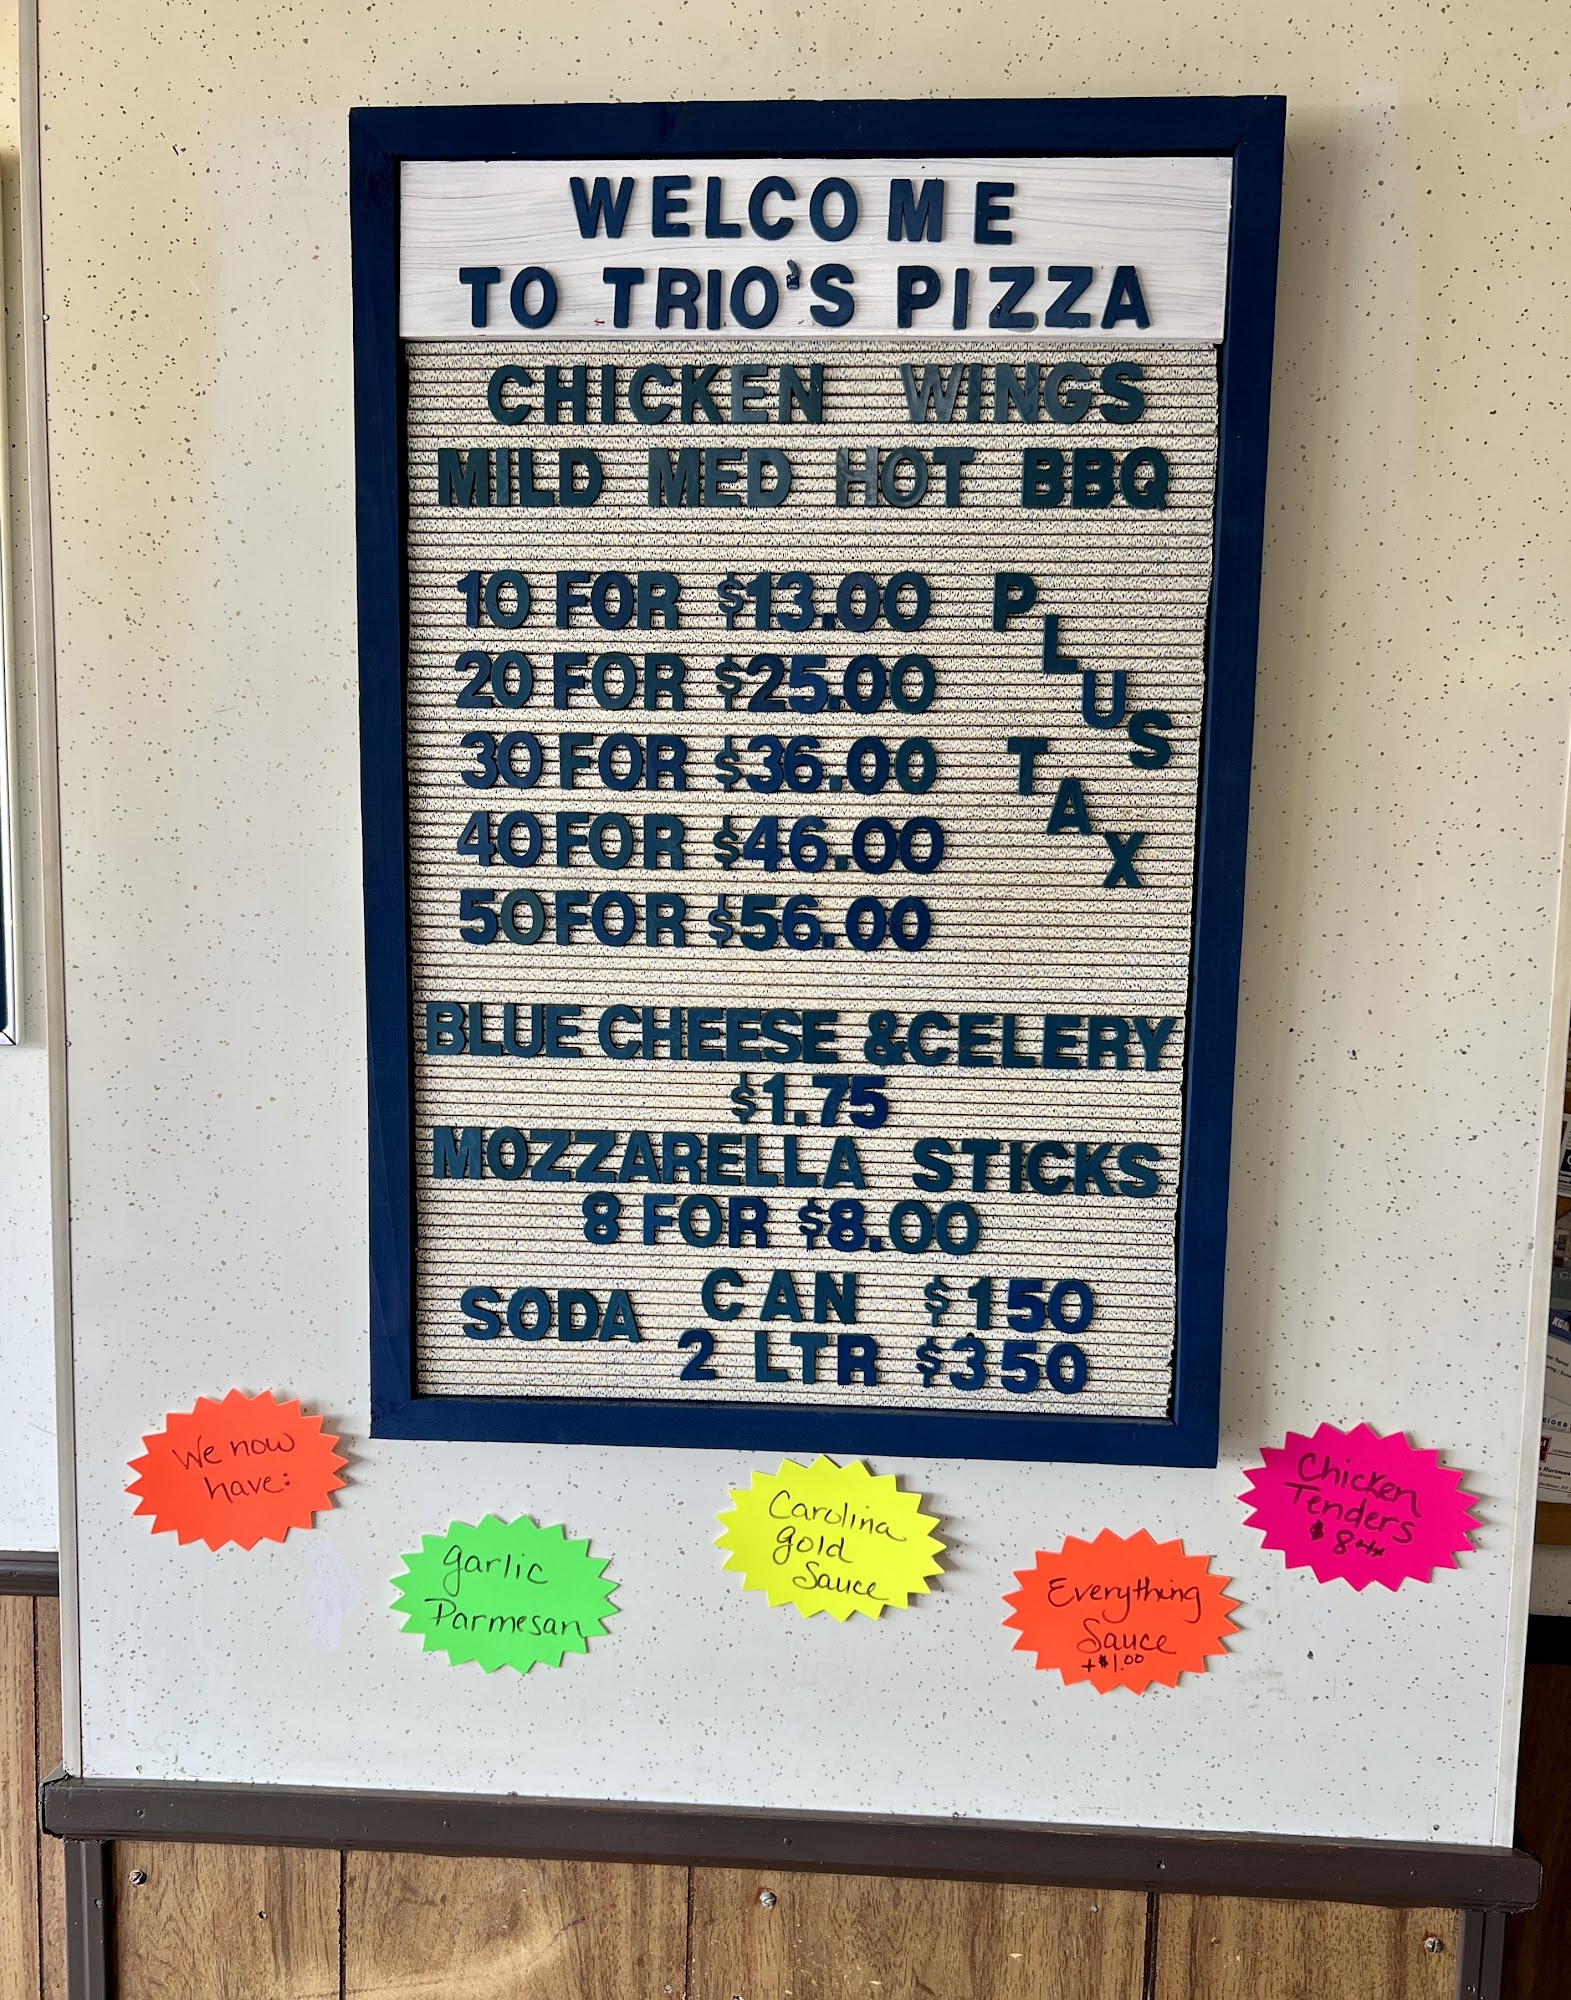 WELCOME
TO TRIO'S PIZZA
CHICKEN WINGS
MILD MED HOT BBQ
10 FOR $13.00
20 FOR $25.00
30 FOR $36.00
40 FOR $46.00
50 FOR $56.00
PLUS
TAX
BLUE CHEESE & CELERY
$1.75
MOZZARELLA STICKS
8 FOR $8.00
SODA
CAN $150
2 LTR $350
We now
have:
garlic
Parmesan
Carolina
gold
Sauce
Everything
Sauce
+$1.00
Chicken
Tenders
$8